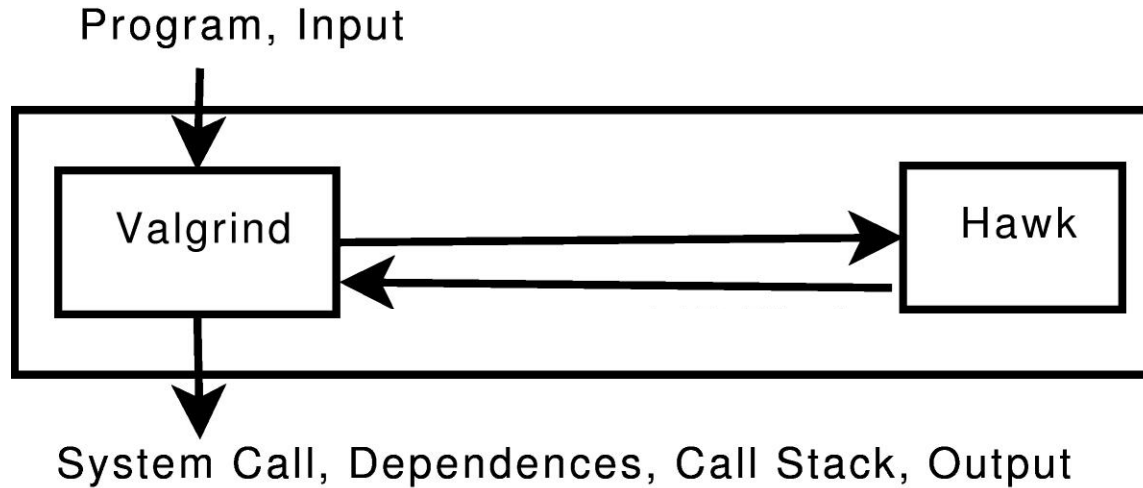 Program, Input
Valgrind
Hawk
System Call, Dependences, Call Stack, Output